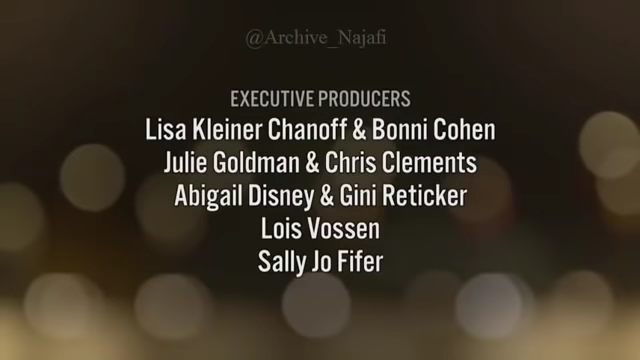 @Archive_Najafi
EXECUTIVE PRODUCERS
Lisa Kleiner Chanoff & Bonni Cohen
Julie Goldman & Chris Clements
Abigail Disney & Gini Reticker
Lois Vossen
Sally Jo Fifer